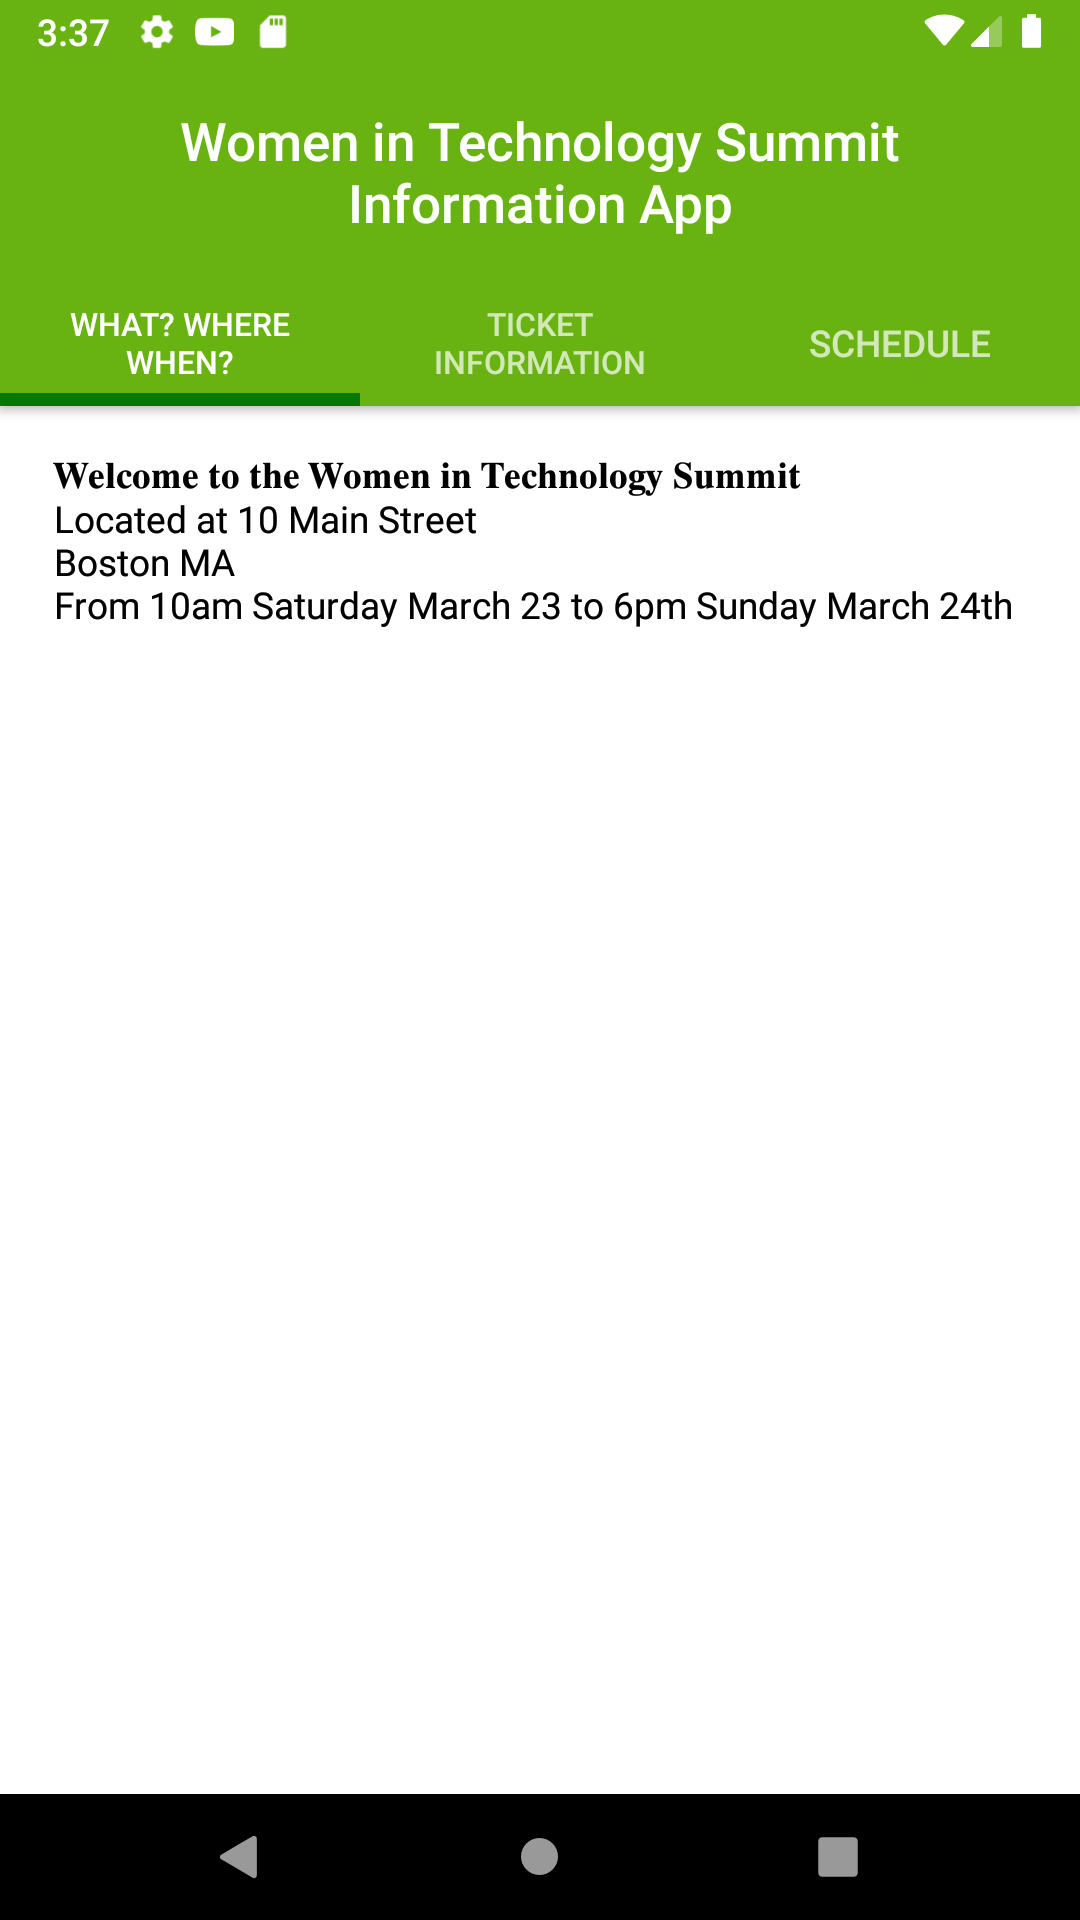 3:37
Women in Technology Summit
Information App
WHAT? WHERE
WHEN?
TICKET
INFORMATION
SCHEDULE
Welcome to the Women in Technology Summit
Located at 10 Main Street
Boston MA
From 10am Saturday March 23 to 6pm Sunday March 24th